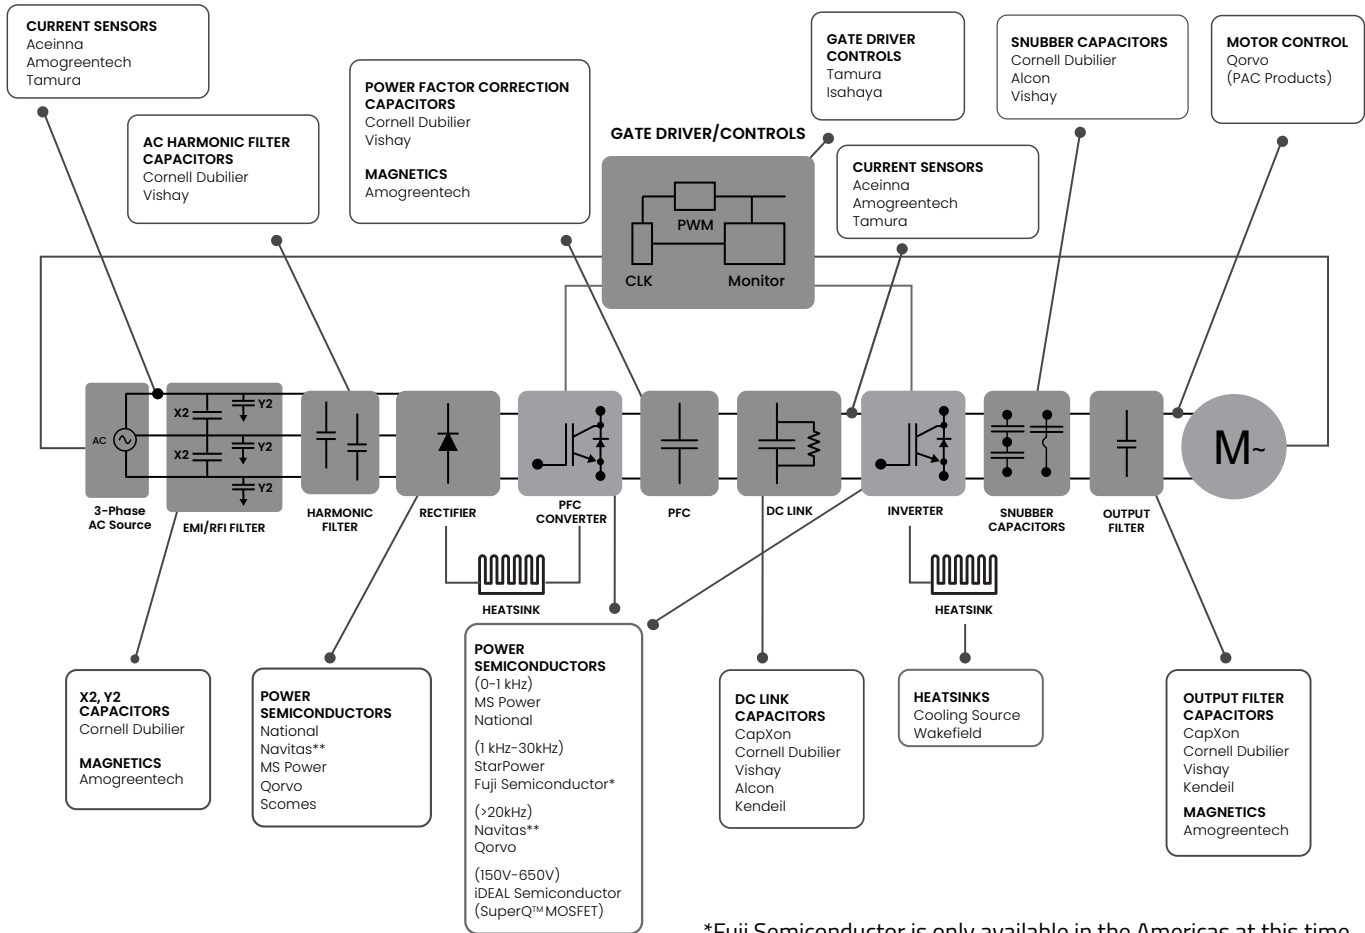 CURRENT SENSORS
Aceinna
Amogreentech
Tamura
AC HARMONIC FILTER
CAPACITORS
Cornell Dubilier
Vishay
POWER FACTOR CORRECTION
CAPACITORS
Cornell Dubilier
Vishay
MAGNETICS
Amogreentech
GATE DRIVER
CONTROLS
Tamura
Isahaya
SNUBBER CAPACITORS
Cornell Dubilier
Alcon
Vishay
MOTOR CONTROL
Qorvo
(PAC Products)
GATE DRIVER/CONTROLS
PWM
CLK
Monitor
CURRENT SENSORS
Aceinna
Amogreentech
Tamura
AC
X2
Y2
Y2
X2
Y2
M~
3-Phase
AC Source
EMI/RFI FILTER
HARMONIC
FILTER
RECTIFIER
PFC
CONVERTER
PFC
DC LINK
INVERTER
SNUBBER
CAPACITORS
OUTPUT
FILTER
HEATSINK
HEATSINK
X2, Y2
CAPACITORS
Cornell Dubilier
MAGNETICS
Amogreentech
POWER
SEMICONDUCTORS
National
Navitas**
MS Power
Qorvo
Scomes
POWER
SEMICONDUCTORS
(0-1 kHz)
MS Power
National
(1 kHz-30kHz)
StarPower
Fuji Semiconductor*
(>20kHz)
Navitas**
Qorvo
(150V-650V)
iDEAL Semiconductor
(SuperQ™ MOSFET)
DC LINK
CAPACITORS
CapXon
Cornell Dubilier
Vishay
Alcon
Kendeil
HEATSINKS
Cooling Source
Wakefield
OUTPUT FILTER
CAPACITORS
CapXon
Cornell Dubilier
Vishay
Kendeil
MAGNETICS
Amogreentech
*Fuji Semiconductor is only available in the Americas at this time